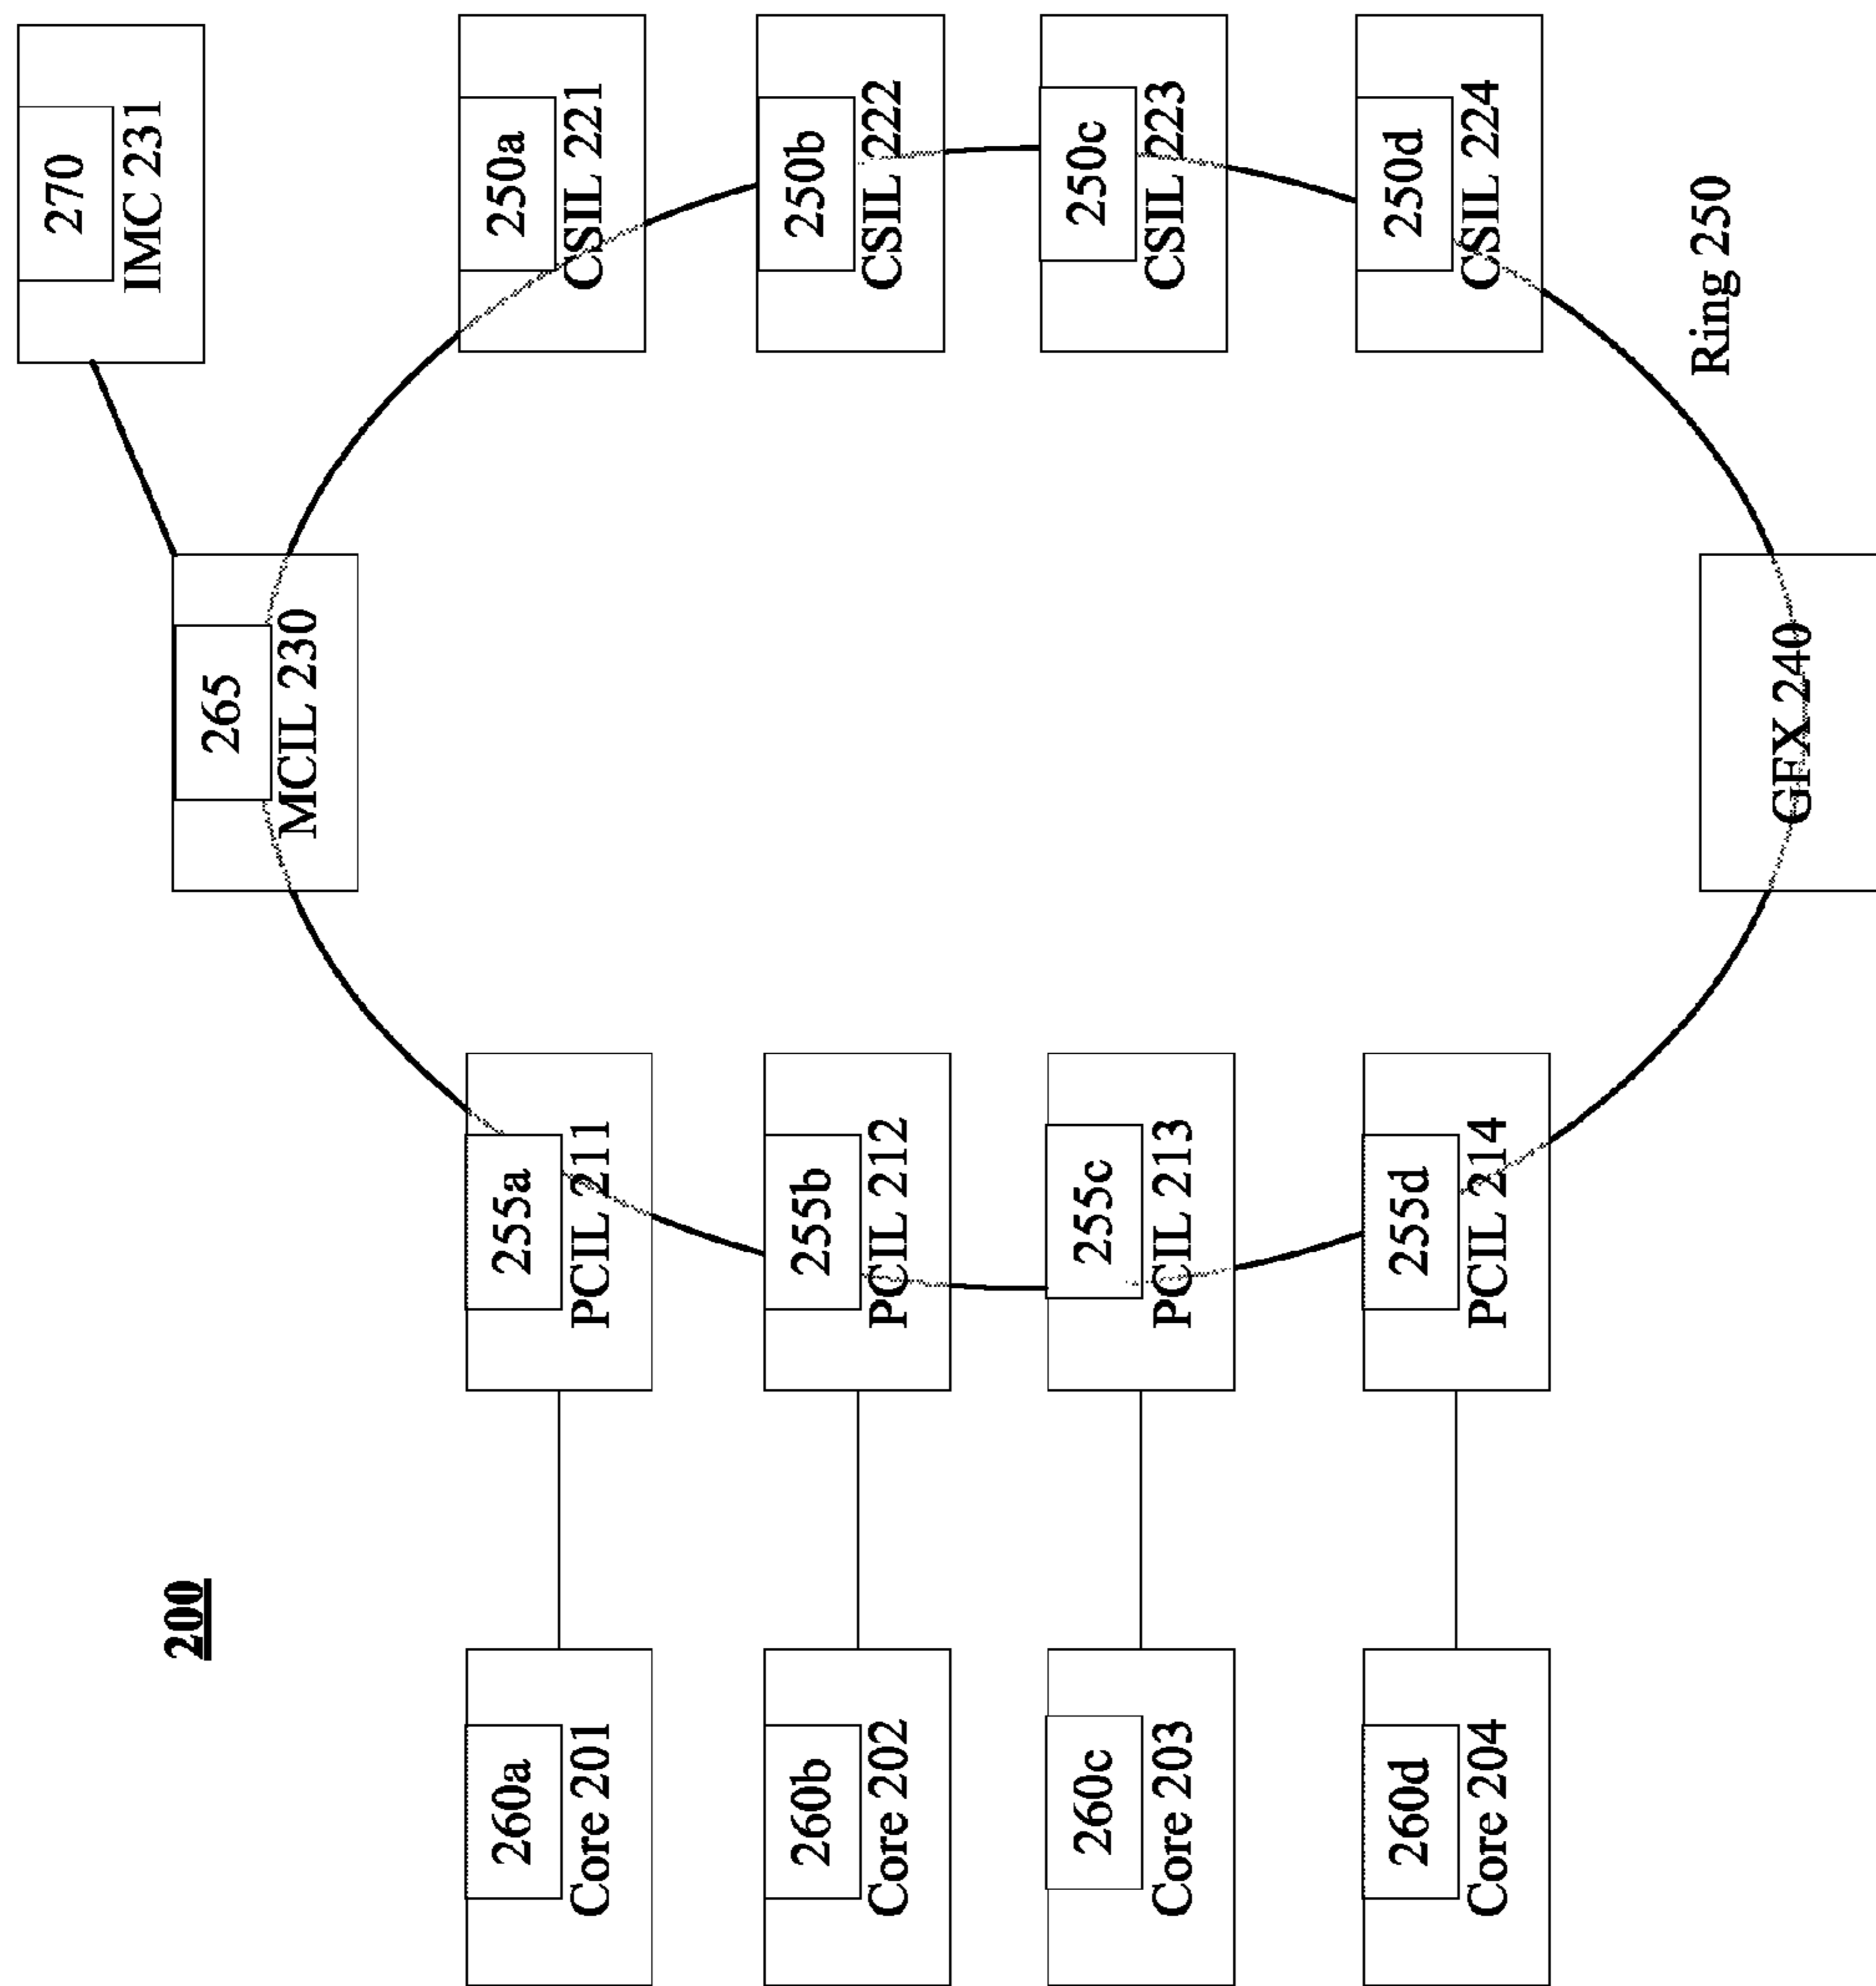 270
IMC 231
200
265
MCIL 230
260a 255a 250a
Core 201 PCIL 211 CSIL 221
260b 255b 250b
Core 202 PCIL 212 CSIL 222
260c 255c 250c
Core 203 PCIL 213 CSIL 223
260d 255d 250d
Core 204 PCIL 214 CSIL 224
Ring 250
GFX 240